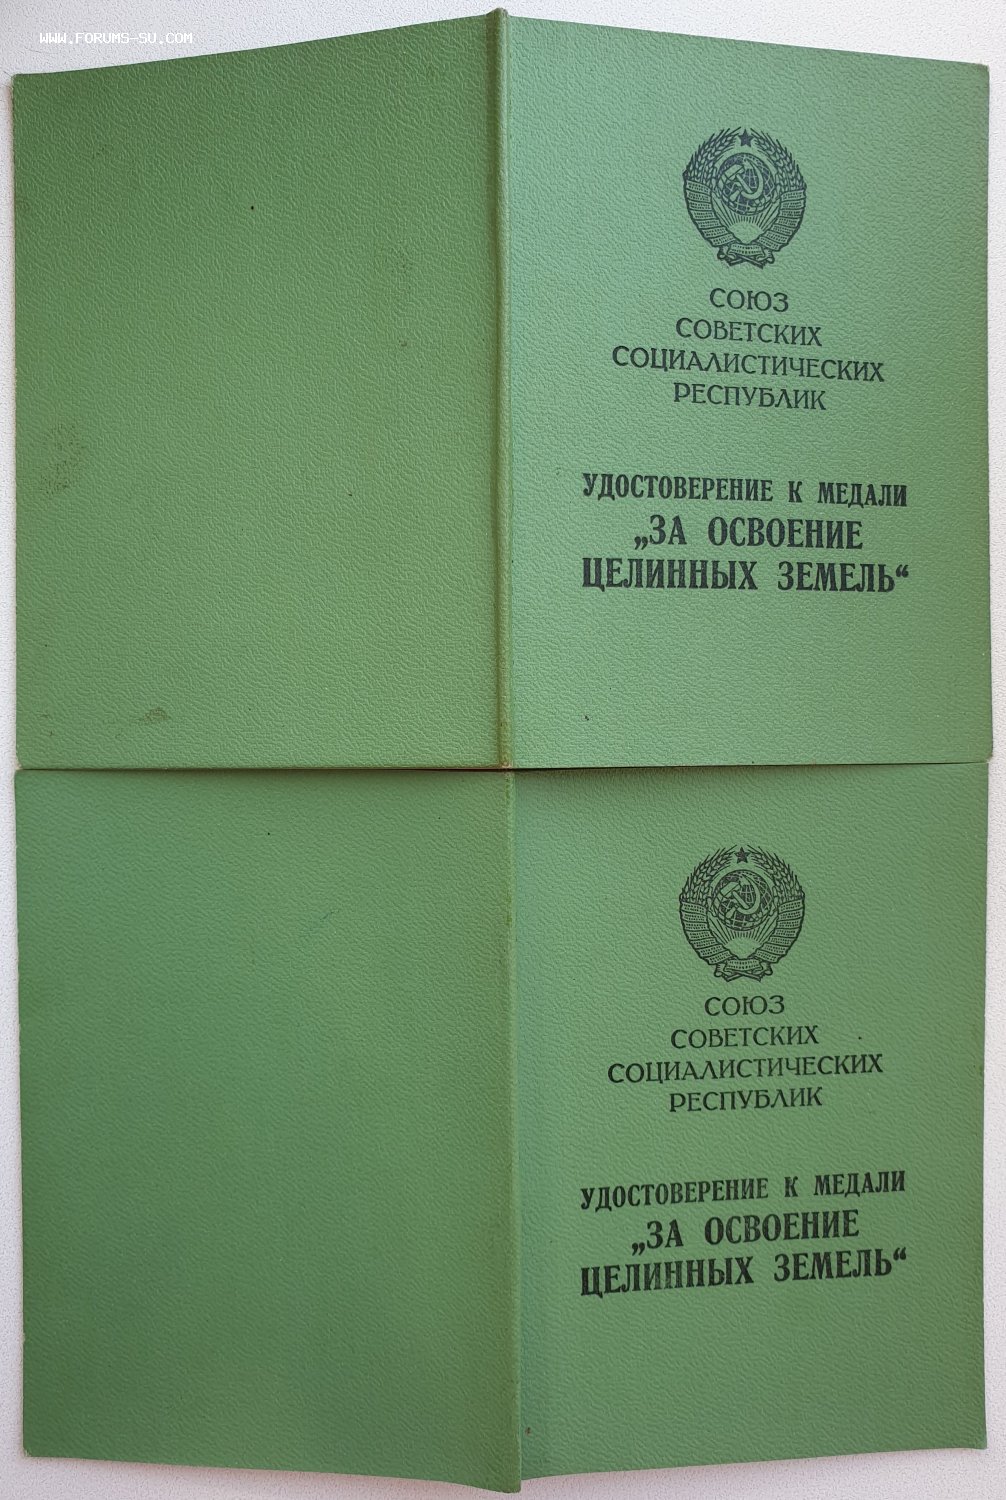 WWW.FORUMS-SU.COM
СОЮЗ
СОВЕТСКИХ
СОЦИАЛИСТИЧЕСКИХ
РЕСПУБЛИК
УДОСТОВЕРЕНИЕ К МЕДАЛИ
„ЗА ОСВОЕНИЕ
ЦЕЛИННЫХ ЗЕМЕЛЬ“
СОЮЗ
СОВЕТСКИХ
СОЦИАЛИСТИЧЕСКИХ
РЕСПУБЛИК
УДОСТОВЕРЕНИЕ К МЕДАЛИ
„ЗА ОСВОЕНИЕ
ЦЕЛИННЫХ ЗЕМЕЛЬ“